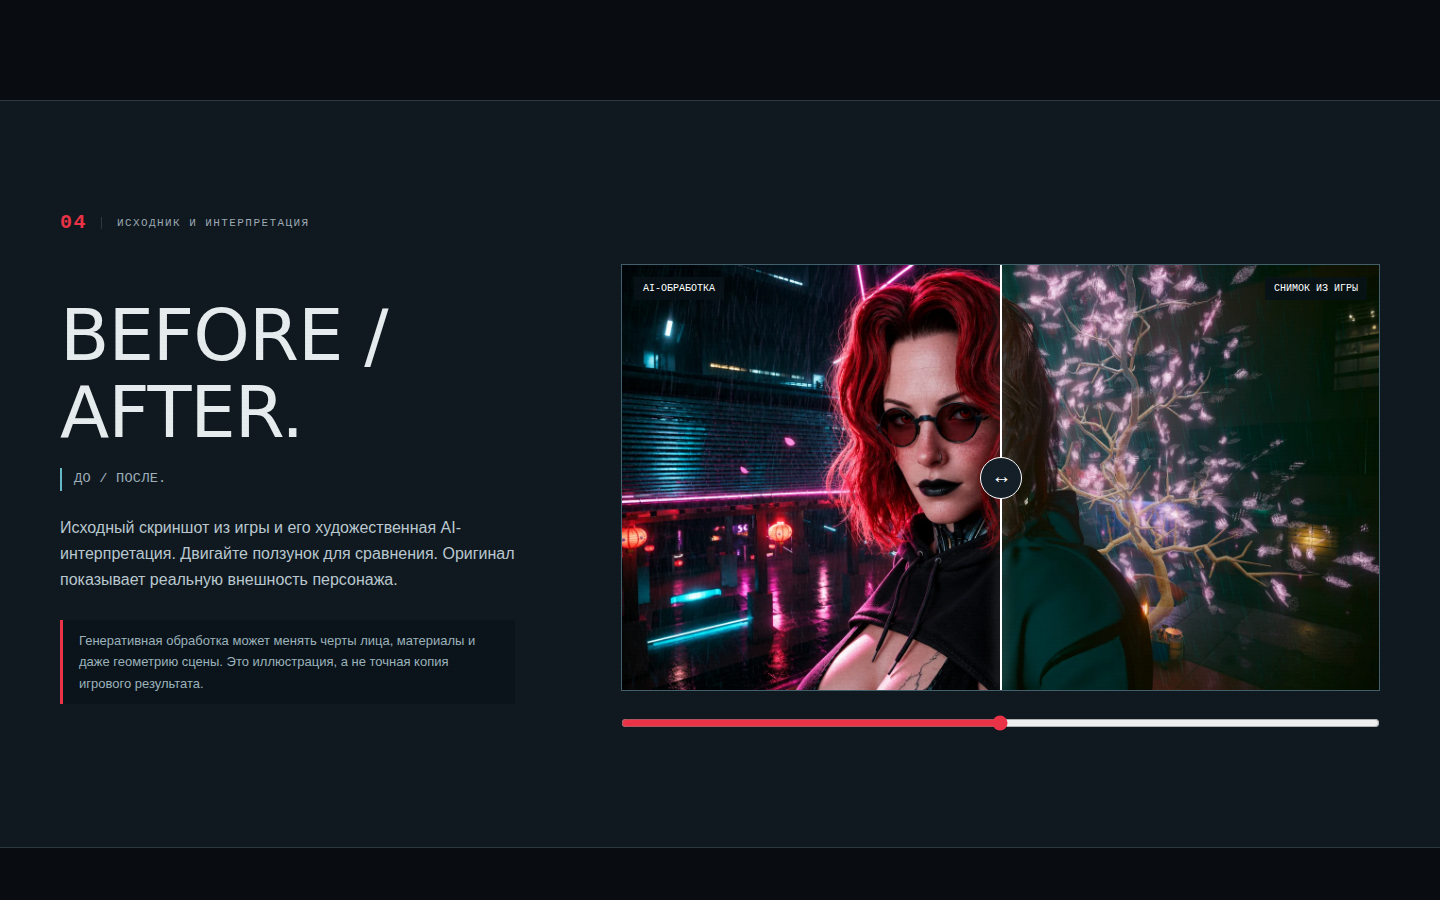 04
ИСХОДНИК И ИНТЕРПРЕТАЦИЯ
BEFORE /
AFTER.
ДО / ПОСЛЕ.
Исходный скриншот из игры и его художественная AI-
интерпретация. Двигайте ползунок для сравнения. Оригинал
показывает реальную внешность персонажа.
Генеративная обработка может менять черты лица, материалы и
даже геометрию сцены. Это иллюстрация, а не точная копия
игрового результата.
AI-ОБРАБОТКА
СНИМОК ИЗ ИГРЫ